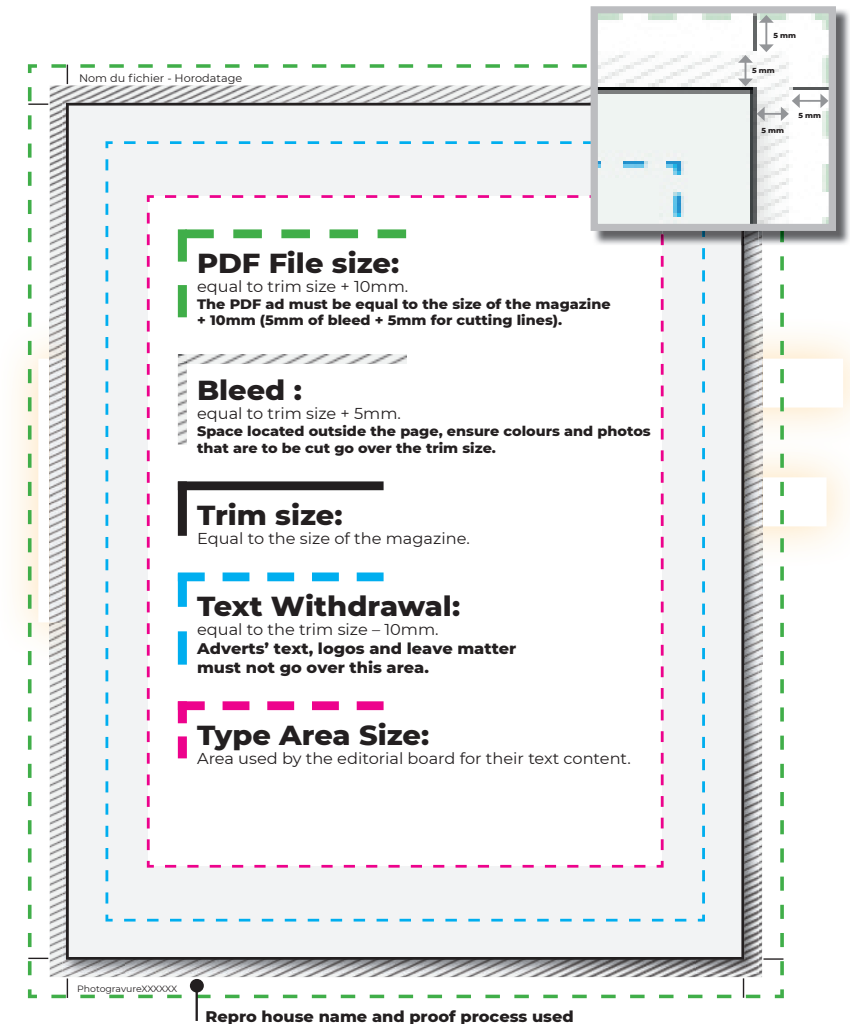 5 mm
5 mm
5 mm
5 mm
Nom du fichier - Horodatage
PDF File size:
equal to trim size + 10mm.
The PDF ad must be equal to the size of the magazine
+ 10mm (5mm of bleed + 5mm for cutting lines).
Bleed :
equal to trim size + 5mm.
Space located outside the page, ensure colours and photos
that are to be cut go over the trim size.
Trim size:
Equal to the size of the magazine.
Text Withdrawal:
equal to the trim size – 10mm.
Adverts’ text, logos and leave matter
must not go over this area.
Type Area Size:
Area used by the editorial board for their text content.
PhotogravureXXXXXX
Repro house name and proof process used